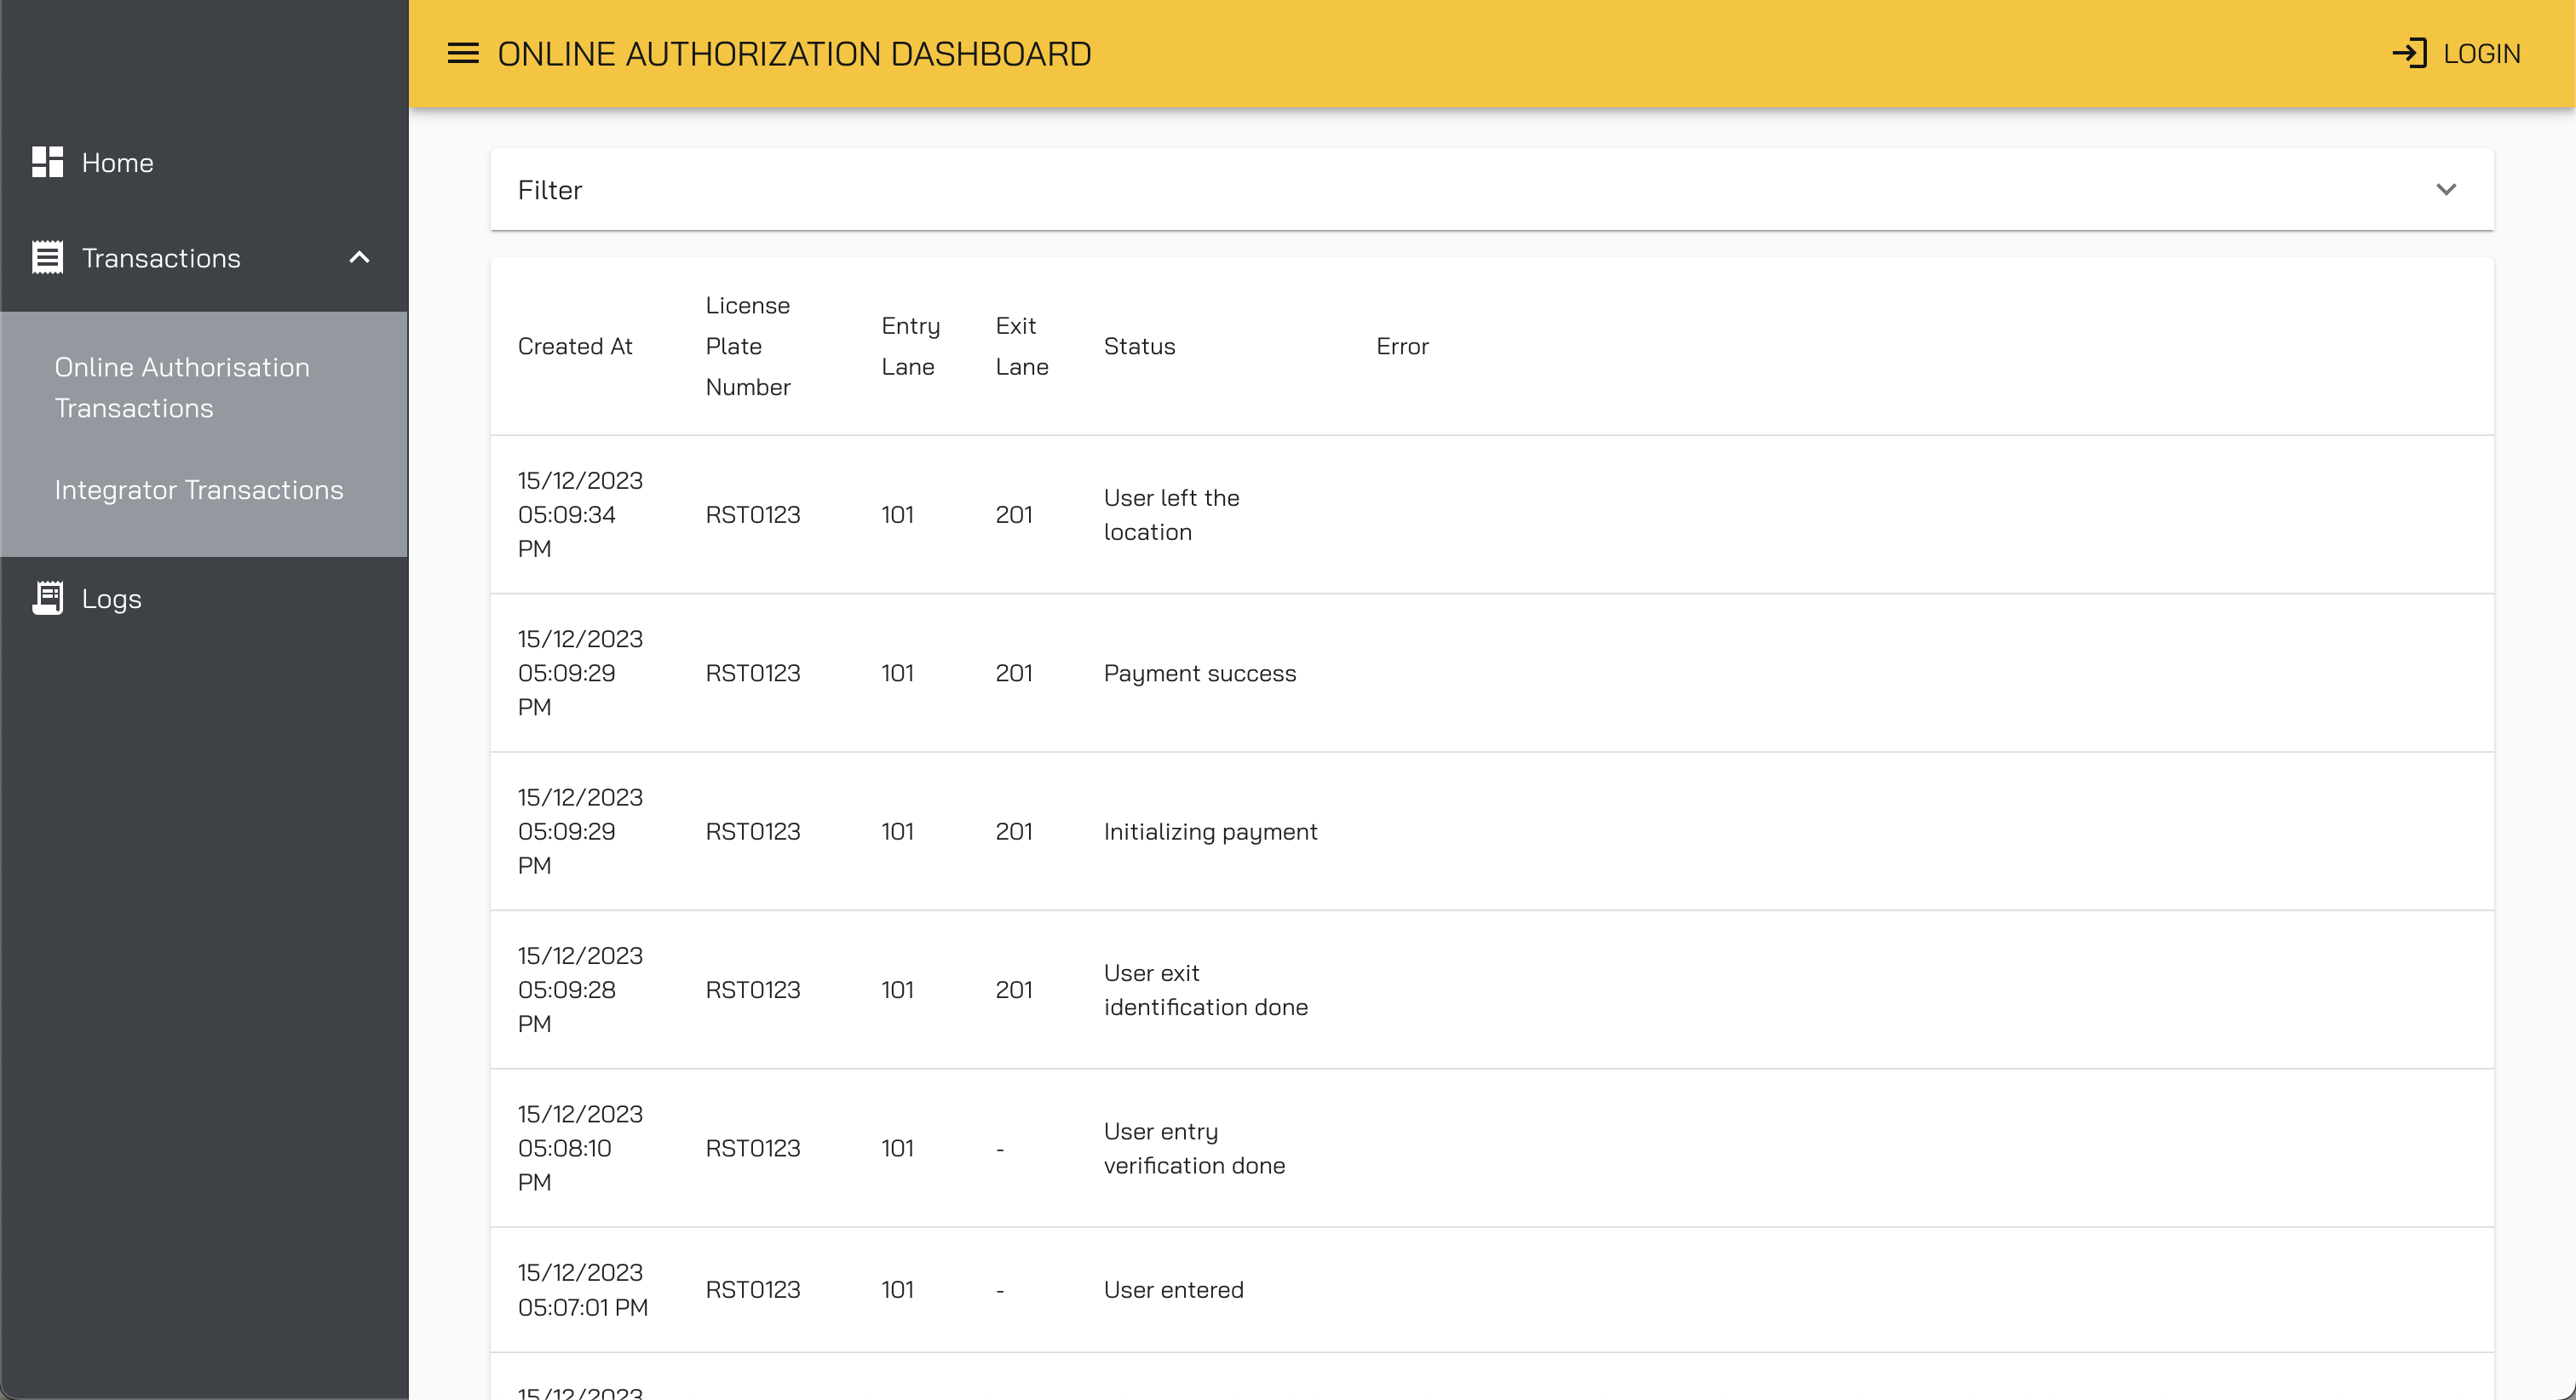 ONLINE AUTHORIZATION DASHBOARD
LOGIN
Home
Transactions
Online Authorisation
Transactions
Integrator Transactions
Logs
Filter
Created At
License
Plate
Number
Entry
Lane
Exit
Lane
Status
Error
15/12/2023
05:09:34
PM
RST0123
101
201
User left the
location
15/12/2023
05:09:29
PM
RST0123
101
201
Payment success
15/12/2023
05:09:29
PM
RST0123
101
201
Initializing payment
15/12/2023
05:09:28
PM
RST0123
101
201
User exit
identification done
15/12/2023
05:08:10
PM
RST0123
101
-
User entry
verification done
15/12/2023
05:07:01 PM
RST0123
101
-
User entered
15/12/2023